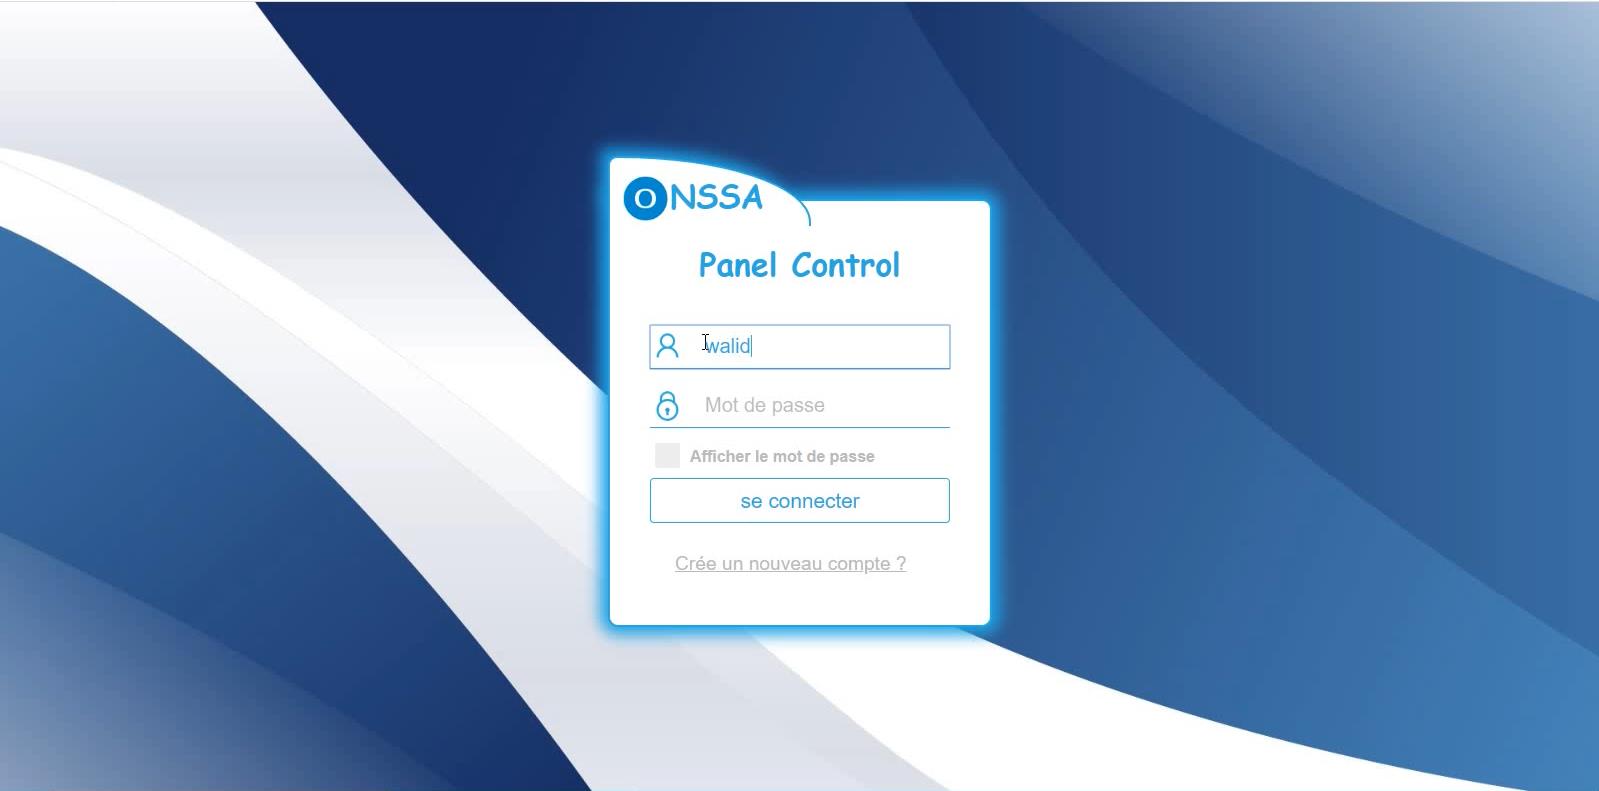 ONSSA
Panel Control
walid
Mot de passe
Afficher le mot de passe
se connecter
Crée un nouveau compte ?